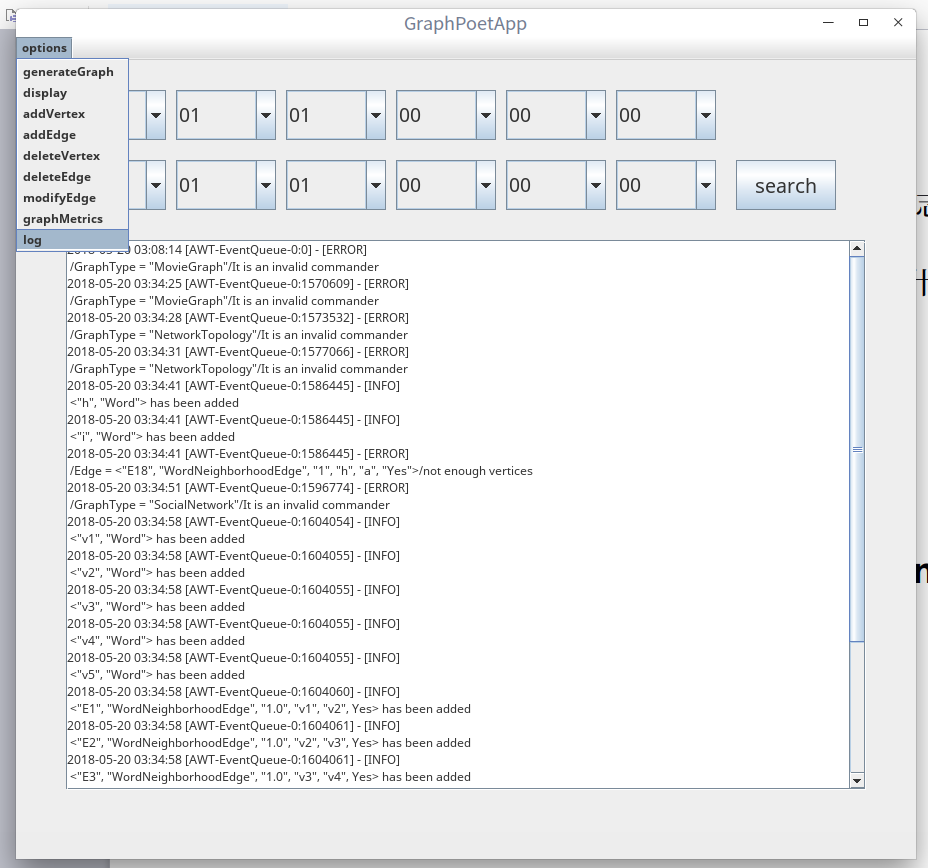 GraphPoetApp
options
generateGraph
display
addVertex
addEdge
deleteVertex
deleteEdge
modifyEdge
graphMetrics
log
01 01 00 00 00
01 01 00 00 00 search
2018-05-20 03:08:14 [AWT-EventQueue-0:0] - [ERROR]
/GraphType = "MovieGraph"/It is an invalid commander
2018-05-20 03:34:25 [AWT-EventQueue-0:1570609] - [ERROR]
/GraphType = "MovieGraph"/It is an invalid commander
2018-05-20 03:34:28 [AWT-EventQueue-0:1573532] - [ERROR]
/GraphType = "NetworkTopology"/It is an invalid commander
2018-05-20 03:34:31 [AWT-EventQueue-0:1577066] - [ERROR]
/GraphType = "NetworkTopology"/It is an invalid commander
2018-05-20 03:34:41 [AWT-EventQueue-0:1586445] - [INFO]
<"h", "Word"> has been added
2018-05-20 03:34:41 [AWT-EventQueue-0:1586445] - [INFO]
<"i", "Word"> has been added
2018-05-20 03:34:41 [AWT-EventQueue-0:1586445] - [ERROR]
/Edge = <"E18", "WordNeighborhoodEdge", "1", "h", "a", "Yes">/not enough vertices
2018-05-20 03:34:51 [AWT-EventQueue-0:1596774] - [ERROR]
/GraphType = "SocialNetwork"/It is an invalid commander
2018-05-20 03:34:58 [AWT-EventQueue-0:1604054] - [INFO]
<"v1", "Word"> has been added
2018-05-20 03:34:58 [AWT-EventQueue-0:1604055] - [INFO]
<"v2", "Word"> has been added
2018-05-20 03:34:58 [AWT-EventQueue-0:1604055] - [INFO]
<"v3", "Word"> has been added
2018-05-20 03:34:58 [AWT-EventQueue-0:1604055] - [INFO]
<"v4", "Word"> has been added
2018-05-20 03:34:58 [AWT-EventQueue-0:1604055] - [INFO]
<"v5", "Word"> has been added
2018-05-20 03:34:58 [AWT-EventQueue-0:1604060] - [INFO]
<"E1", "WordNeighborhoodEdge", "1.0", "v1", "v2", Yes> has been added
2018-05-20 03:34:58 [AWT-EventQueue-0:1604061] - [INFO]
<"E2", "WordNeighborhoodEdge", "1.0", "v2", "v3", Yes> has been added
2018-05-20 03:34:58 [AWT-EventQueue-0:1604061] - [INFO]
<"E3", "WordNeighborhoodEdge", "1.0", "v3", "v4", Yes> has been added